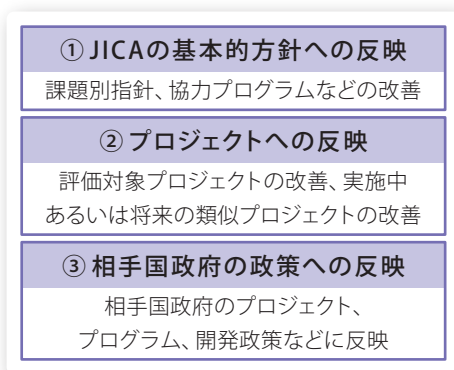 ① JICAの基本的方針への反映
課題別指針、協力プログラムなどの改善
② プロジェクトへの反映
評価対象プロジェクトの改善、実施中
あるいは将来の類似プロジェクトの改善
③ 相手国政府の政策への反映
相手国政府のプロジェクト、
プログラム、開発政策などに反映